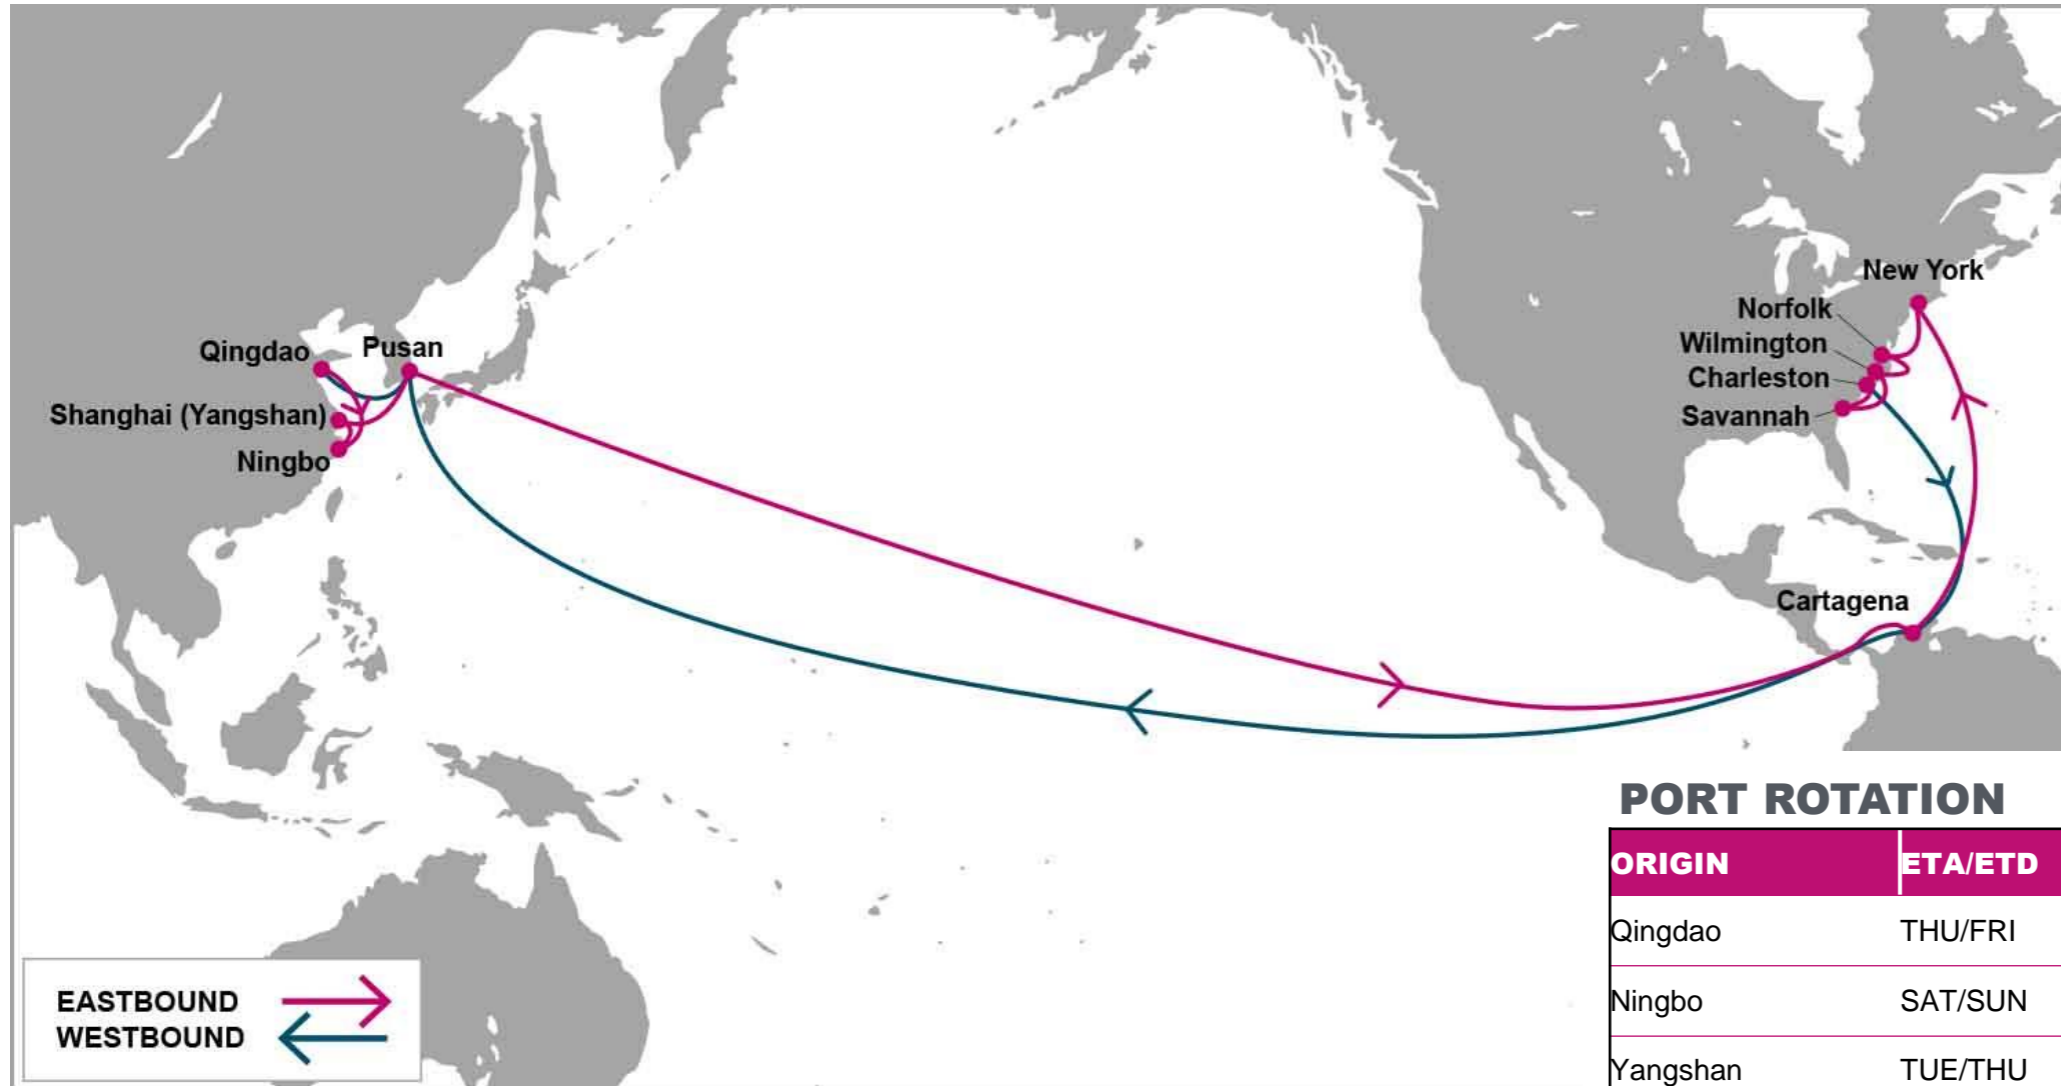 New York
Norfolk
Wilmington
Charleston
Savannah
Qingdao
Pusan
Shanghai (Yangshan)
Ningbo
Cartagena
EASTBOUND
WESTBOUND
PORT ROTATION
ORIGIN ETA/ETD
Qingdao THU/FRI
Ningbo SAT/SUN
Yangshan TUE/THU